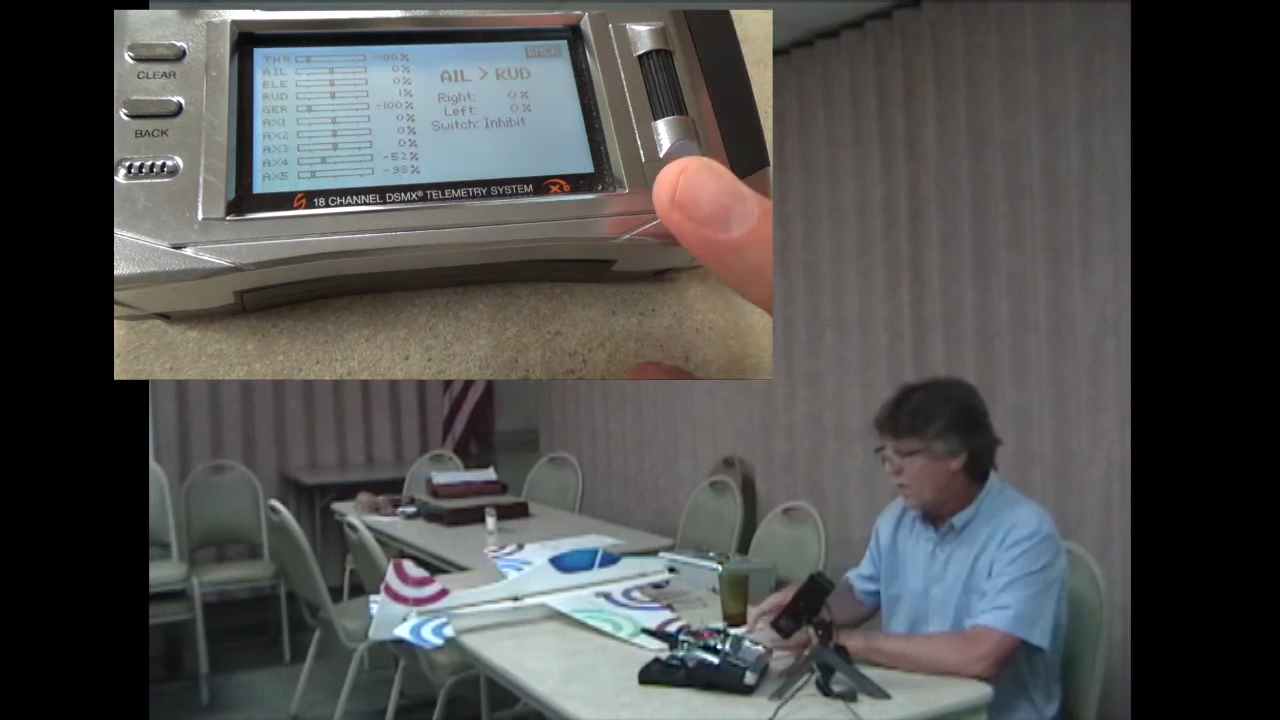 CLEAR
BACK
THR -100%
AIL 0%
ELE 0%
RUD 1%
GER -100%
AX1 0%
AX2 0%
AX3 0%
AX4 -52%
AX5 -98%
BACK
AIL > RUD
Right: 0%
Left: 0%
Switch: Inhibit
18 CHANNEL DSMX® TELEMETRY SYSTEM